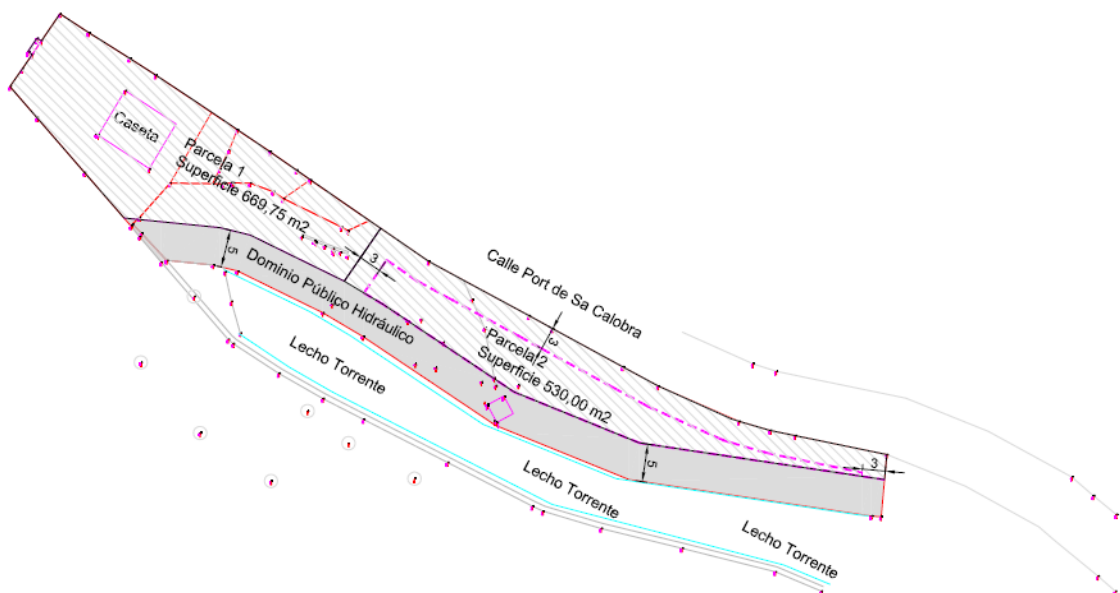 Caseta
Parcela 1
Superficie 669,75 m2
3
Calle Port de Sa Calobra
5
Dominio Público Hidráulico
3
Parcela 2
Superficie 530,00 m2
Lecho Torrente
3
5
Lecho Torrente
Lecho Torrente